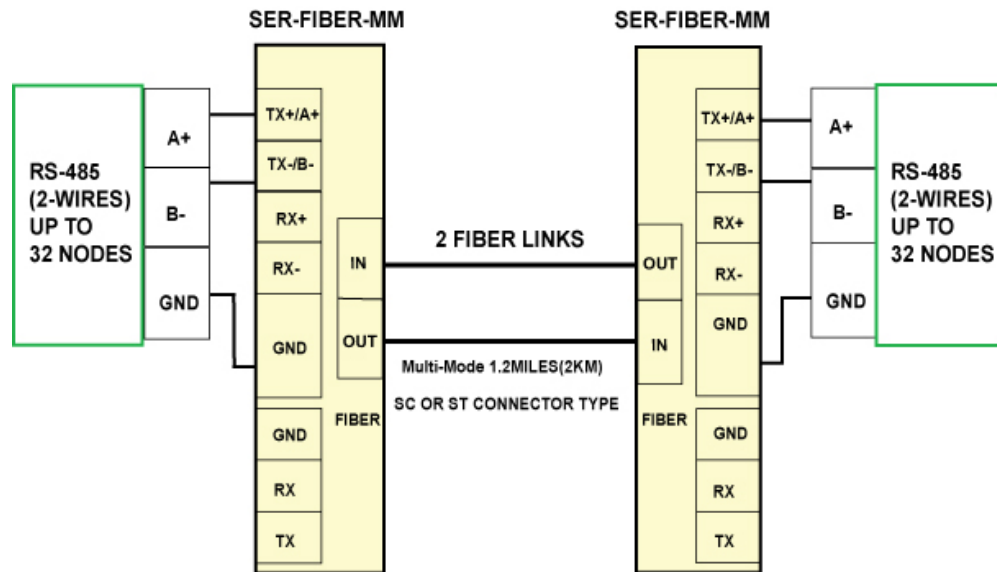 SER-FIBER-MM
SER-FIBER-MM
RS-485
(2-WIRES)
UP TO
32 NODES
A+
B-
GND
TX+/A+
TX-/B-
RX+
RX-
GND
GND
RX
TX
IN
OUT
FIBER
2 FIBER LINKS
Multi-Mode 1.2MILES(2KM)
SC OR ST CONNECTOR TYPE
OUT
IN
FIBER
TX+/A+
TX-/B-
RX+
RX-
GND
GND
RX
TX
A+
B-
GND
RS-485
(2-WIRES)
UP TO
32 NODES